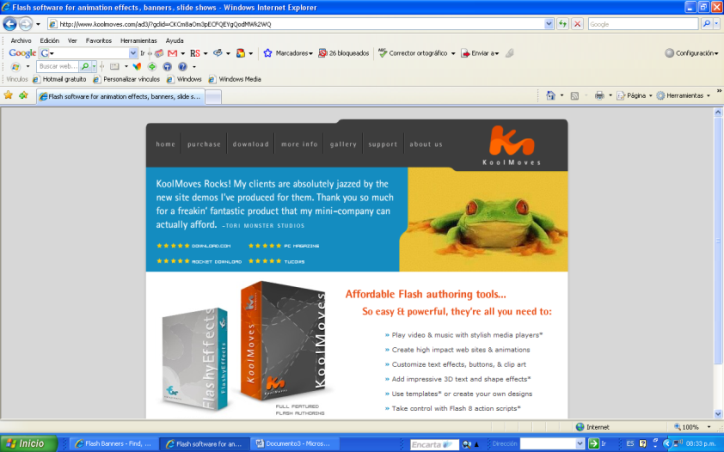 Flash software for animation effects, banners, slide shows - Windows Internet Explorer
http://www.koolmoves.com/ad3/?gclid=CKCm8aOm3pECFQEYgQodMWk2WQ
Google
Archivo Edición Ver Favoritos Herramientas Ayuda
Google G Ir RS Marcadores 26 bloqueados Corrector ortográfico Enviar a Configuración
Buscar web...
Vínculos Hotmail gratuito Personalizar vínculos Windows Windows Media
Flash software for animation effects, banners, slide s... Página Herramientas
home purchase download more info gallery support about us
KoolMoves
KoolMoves Rocks! My clients are absolutely jazzed by the
new site demos I've produced for them. Thank you so much
for a freakin' fantastic product that my mini-company can
actually afford. -TORI MONSTER STUDIOS
DOWNLOAD.COM PC MAGAZINE
ROCKET DOWNLOAD TUCOWS
Affordable Flash authoring tools...
So easy & powerful, they're all you need to:
Play video & music with stylish media players*
Create high impact web sites & animations
Customize text effects, buttons, & clip art
Add impressive 3D text and shape effects*
Use templates* or create your own designs
Take control with Flash 8 action scripts*
FlashyEffects
FlashyEffects
KoolMoves
KoolMoves
FULL FEATURED
FLASH AUTHORING
Internet 100%
Inicio Flash Banners - Find, ... Flash software for an... Documento3 - Micros... Encarta Dirección Ir ES 08:33 p.m.